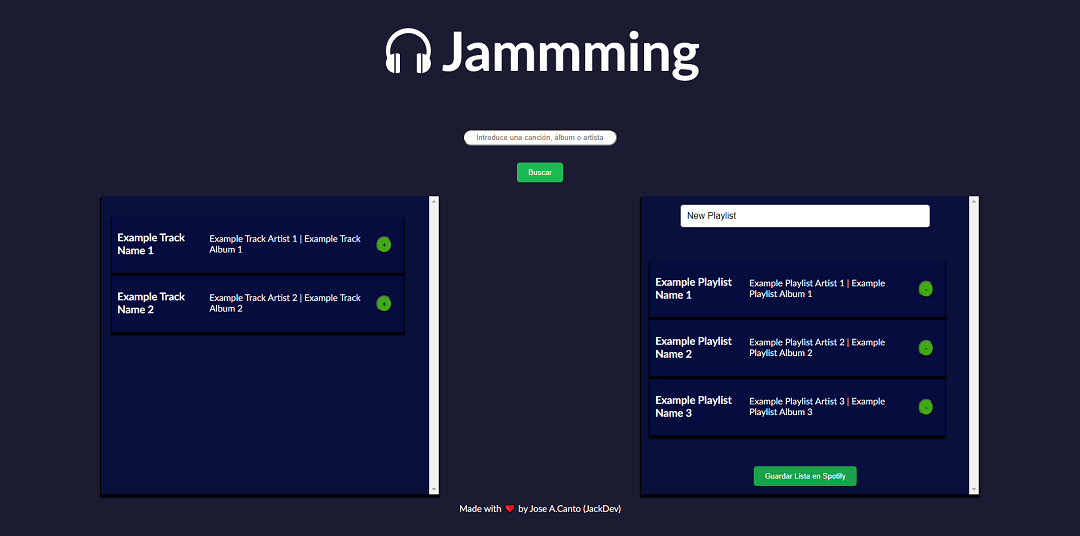 Jammming
Introduce una canción, álbum o artista
Buscar
Example Track
Name 1
Example Track Artist 1 | Example Track
Album 1
+
Example Track
Name 2
Example Track Artist 2 | Example Track
Album 2
+
New Playlist
Example Playlist
Name 1
Example Playlist Artist 1 | Example
Playlist Album 1
-
Example Playlist
Name 2
Example Playlist Artist 2 | Example
Playlist Album 2
-
Example Playlist
Name 3
Example Playlist Artist 3 | Example
Playlist Album 3
-
Guardar Lista en Spotify
Made with ❤ by Jose A.Canto (JackDev)